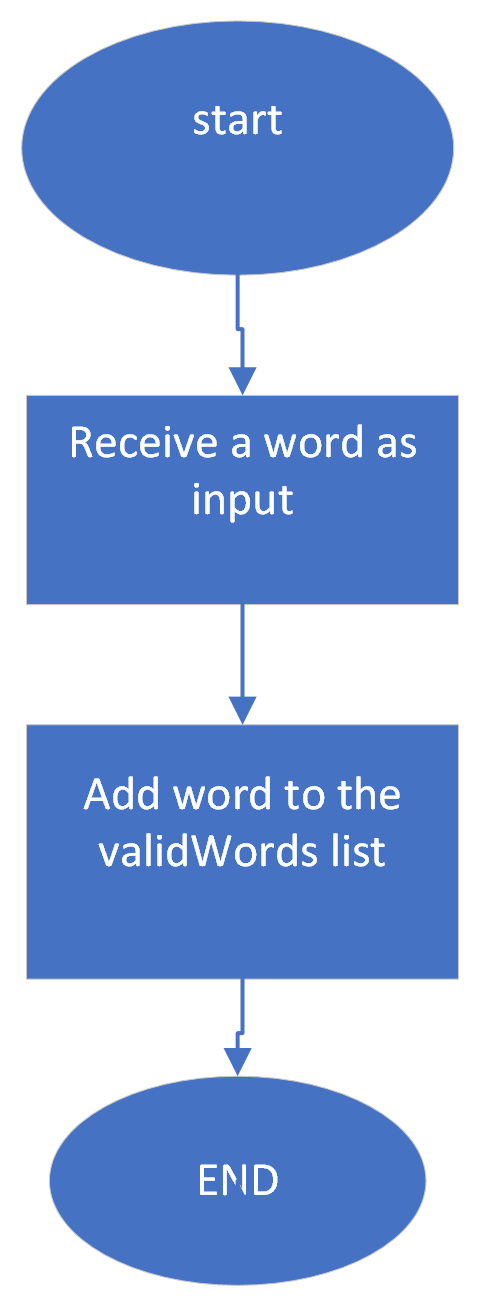 start
Receive a word as
input
Add word to the
validWords list
END